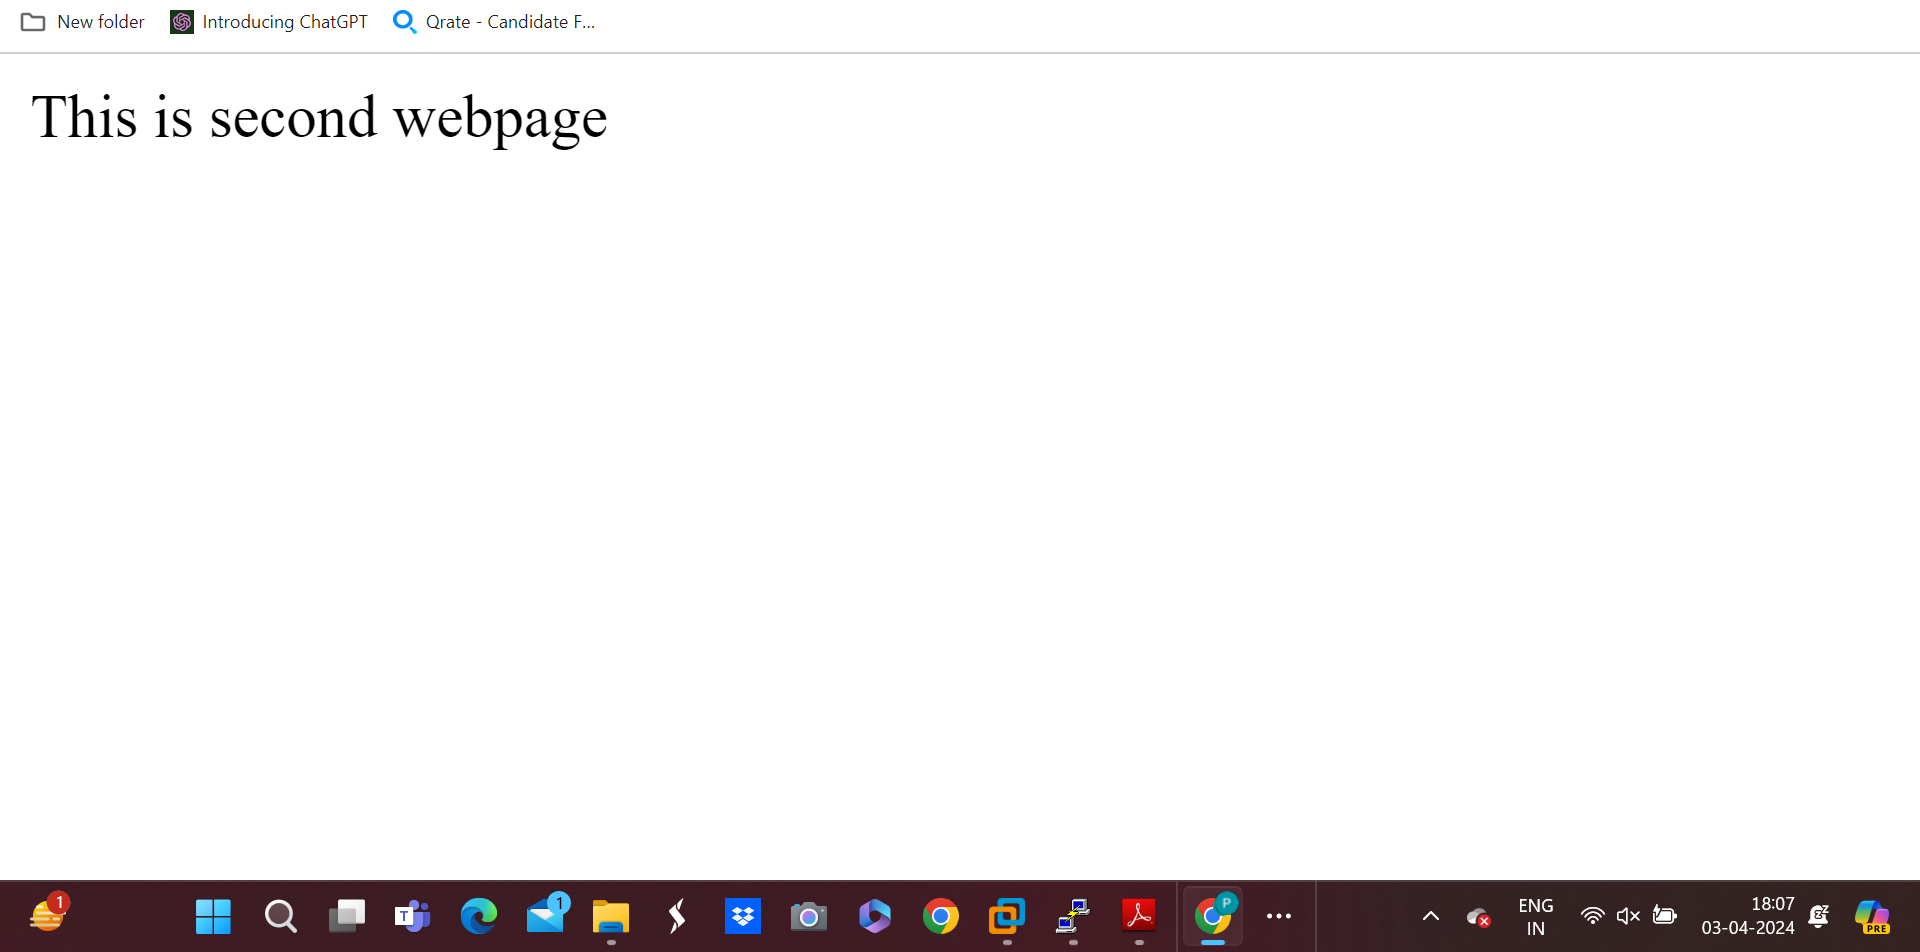 New folder
Introducing ChatGPT
Qrate - Candidate F...
This is second webpage
1
T
1
P
ENG
IN
18:07
03-04-2024
PRE